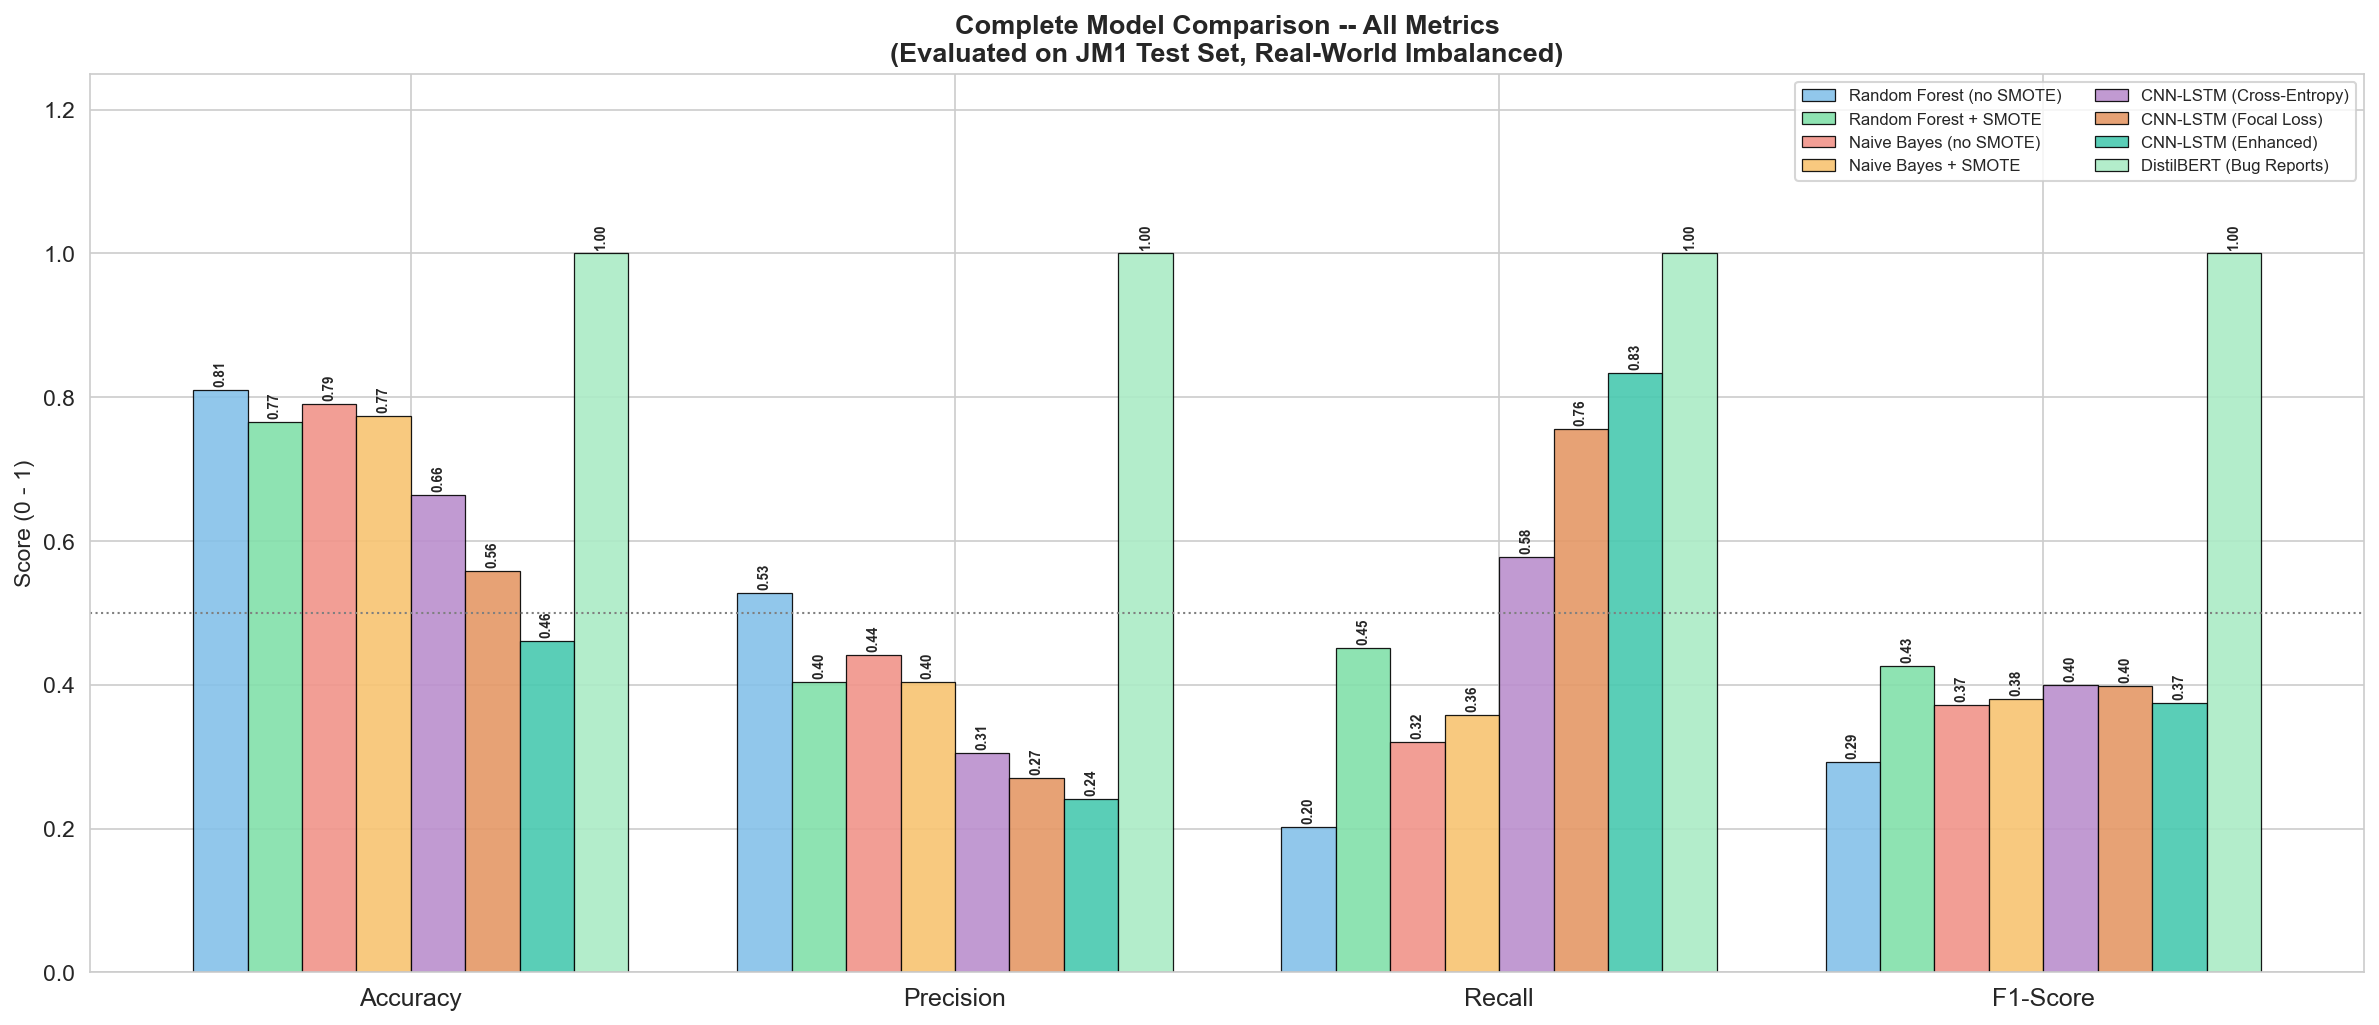 Complete Model Comparison -- All Metrics
(Evaluated on JM1 Test Set, Real-World Imbalanced)
Random Forest (no SMOTE)
Random Forest + SMOTE
Naive Bayes (no SMOTE)
Naive Bayes + SMOTE
CNN-LSTM (Cross-Entropy)
CNN-LSTM (Focal Loss)
CNN-LSTM (Enhanced)
DistilBERT (Bug Reports)
Score (0 - 1)
1.2
1.0
0.8
0.6
0.4
0.2
0.0
0.81
0.77
0.79
0.77
0.66
0.56
0.46
1.00
0.53
0.40
0.44
0.40
0.31
0.27
0.24
1.00
0.20
0.45
0.32
0.36
0.58
0.76
0.83
1.00
0.29
0.43
0.37
0.38
0.40
0.40
0.37
1.00
Accuracy
Precision
Recall
F1-Score